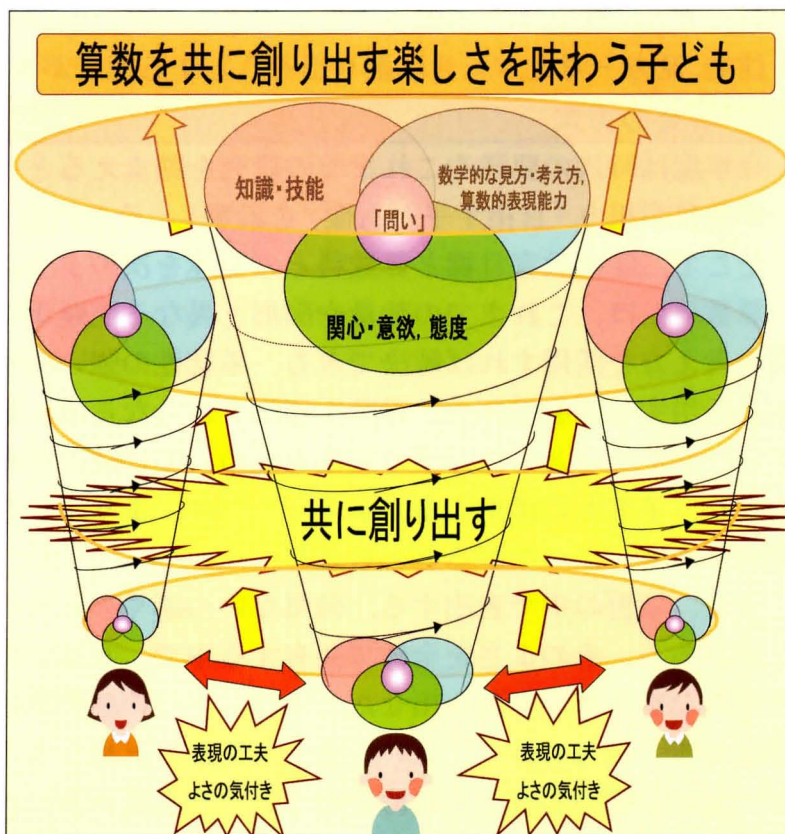 算数を共に創り出す楽しさを味わう子ども
知識・技能
数学的な見方・考え方,
算数的表現能力
「問い」
関心・意欲, 態度
共に創り出す
表現の工夫
よさの気付き
表現の工夫
よさの気付き